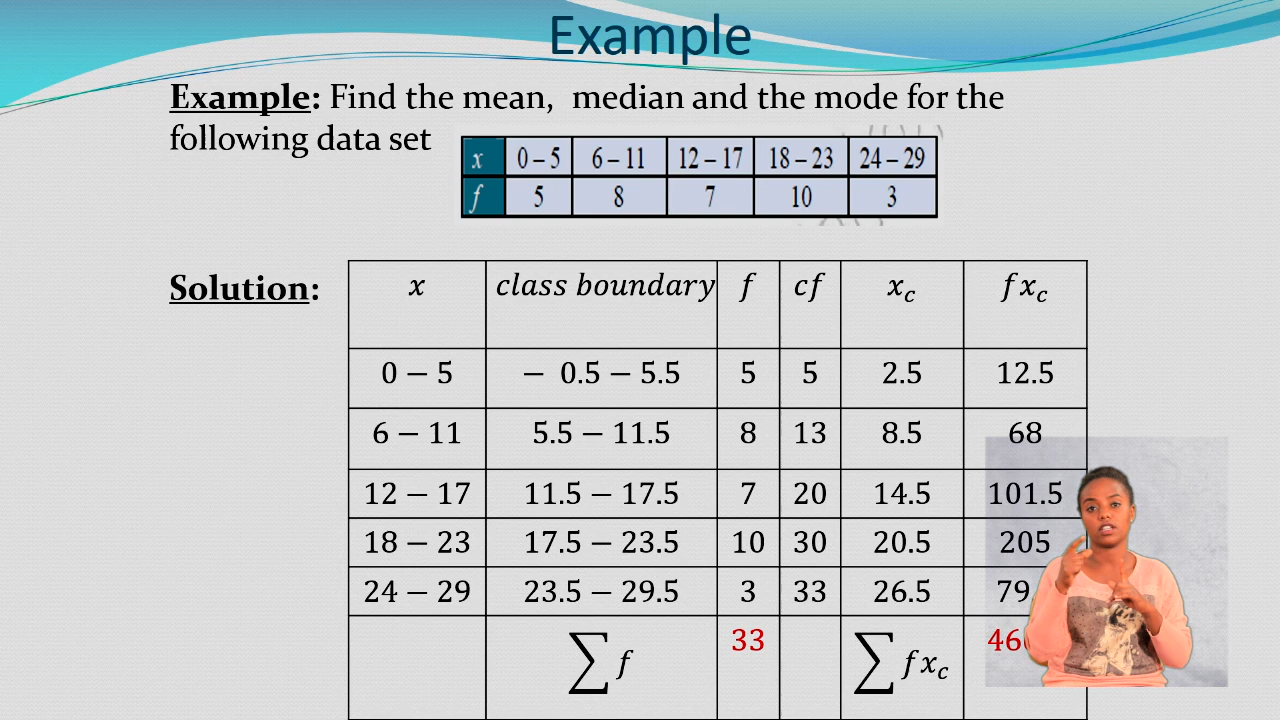 Example
Example: Find the mean, median and the mode for the
following data set
x 0 – 5 6 – 11 12 – 17 18 – 23 24 – 29
f 5 8 7 10 3
Solution:
x class boundary f cf x_c fx_c
0 − 5 − 0.5 − 5.5 5 5 2.5 12.5
6 − 11 5.5 − 11.5 8 13 8.5 68
12 − 17 11.5 − 17.5 7 20 14.5 101.5
18 − 23 17.5 − 23.5 10 30 20.5 205
24 − 29 23.5 − 29.5 3 33 26.5
∑f 33 ∑fx_c